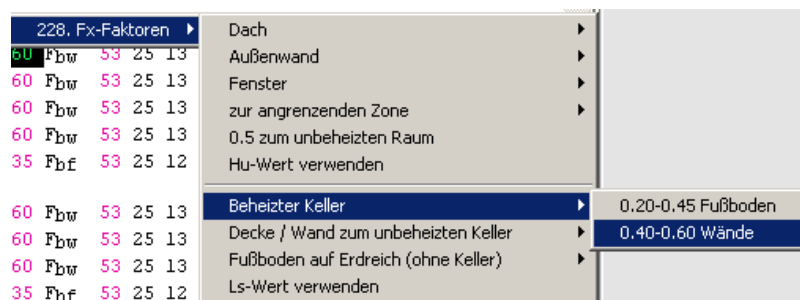 228. Fx-Faktoren
60 Fbw 53 25 13
60 Fbw 53 25 13
60 Fbw 53 25 13
60 Fbw 53 25 13
35 Fbf 53 25 12
60 Fbw 53 25 13
60 Fbw 53 25 13
60 Fbw 53 25 13
35 Fbf 53 25 12
Dach
Außenwand
Fenster
zur angrenzenden Zone
0.5 zum unbeheizten Raum
Hu-Wert verwenden
Beheizter Keller
Decke / Wand zum unbeheizten Keller
Fußboden auf Erdreich (ohne Keller)
Ls-Wert verwenden
0.20-0.45 Fußboden
0.40-0.60 Wände